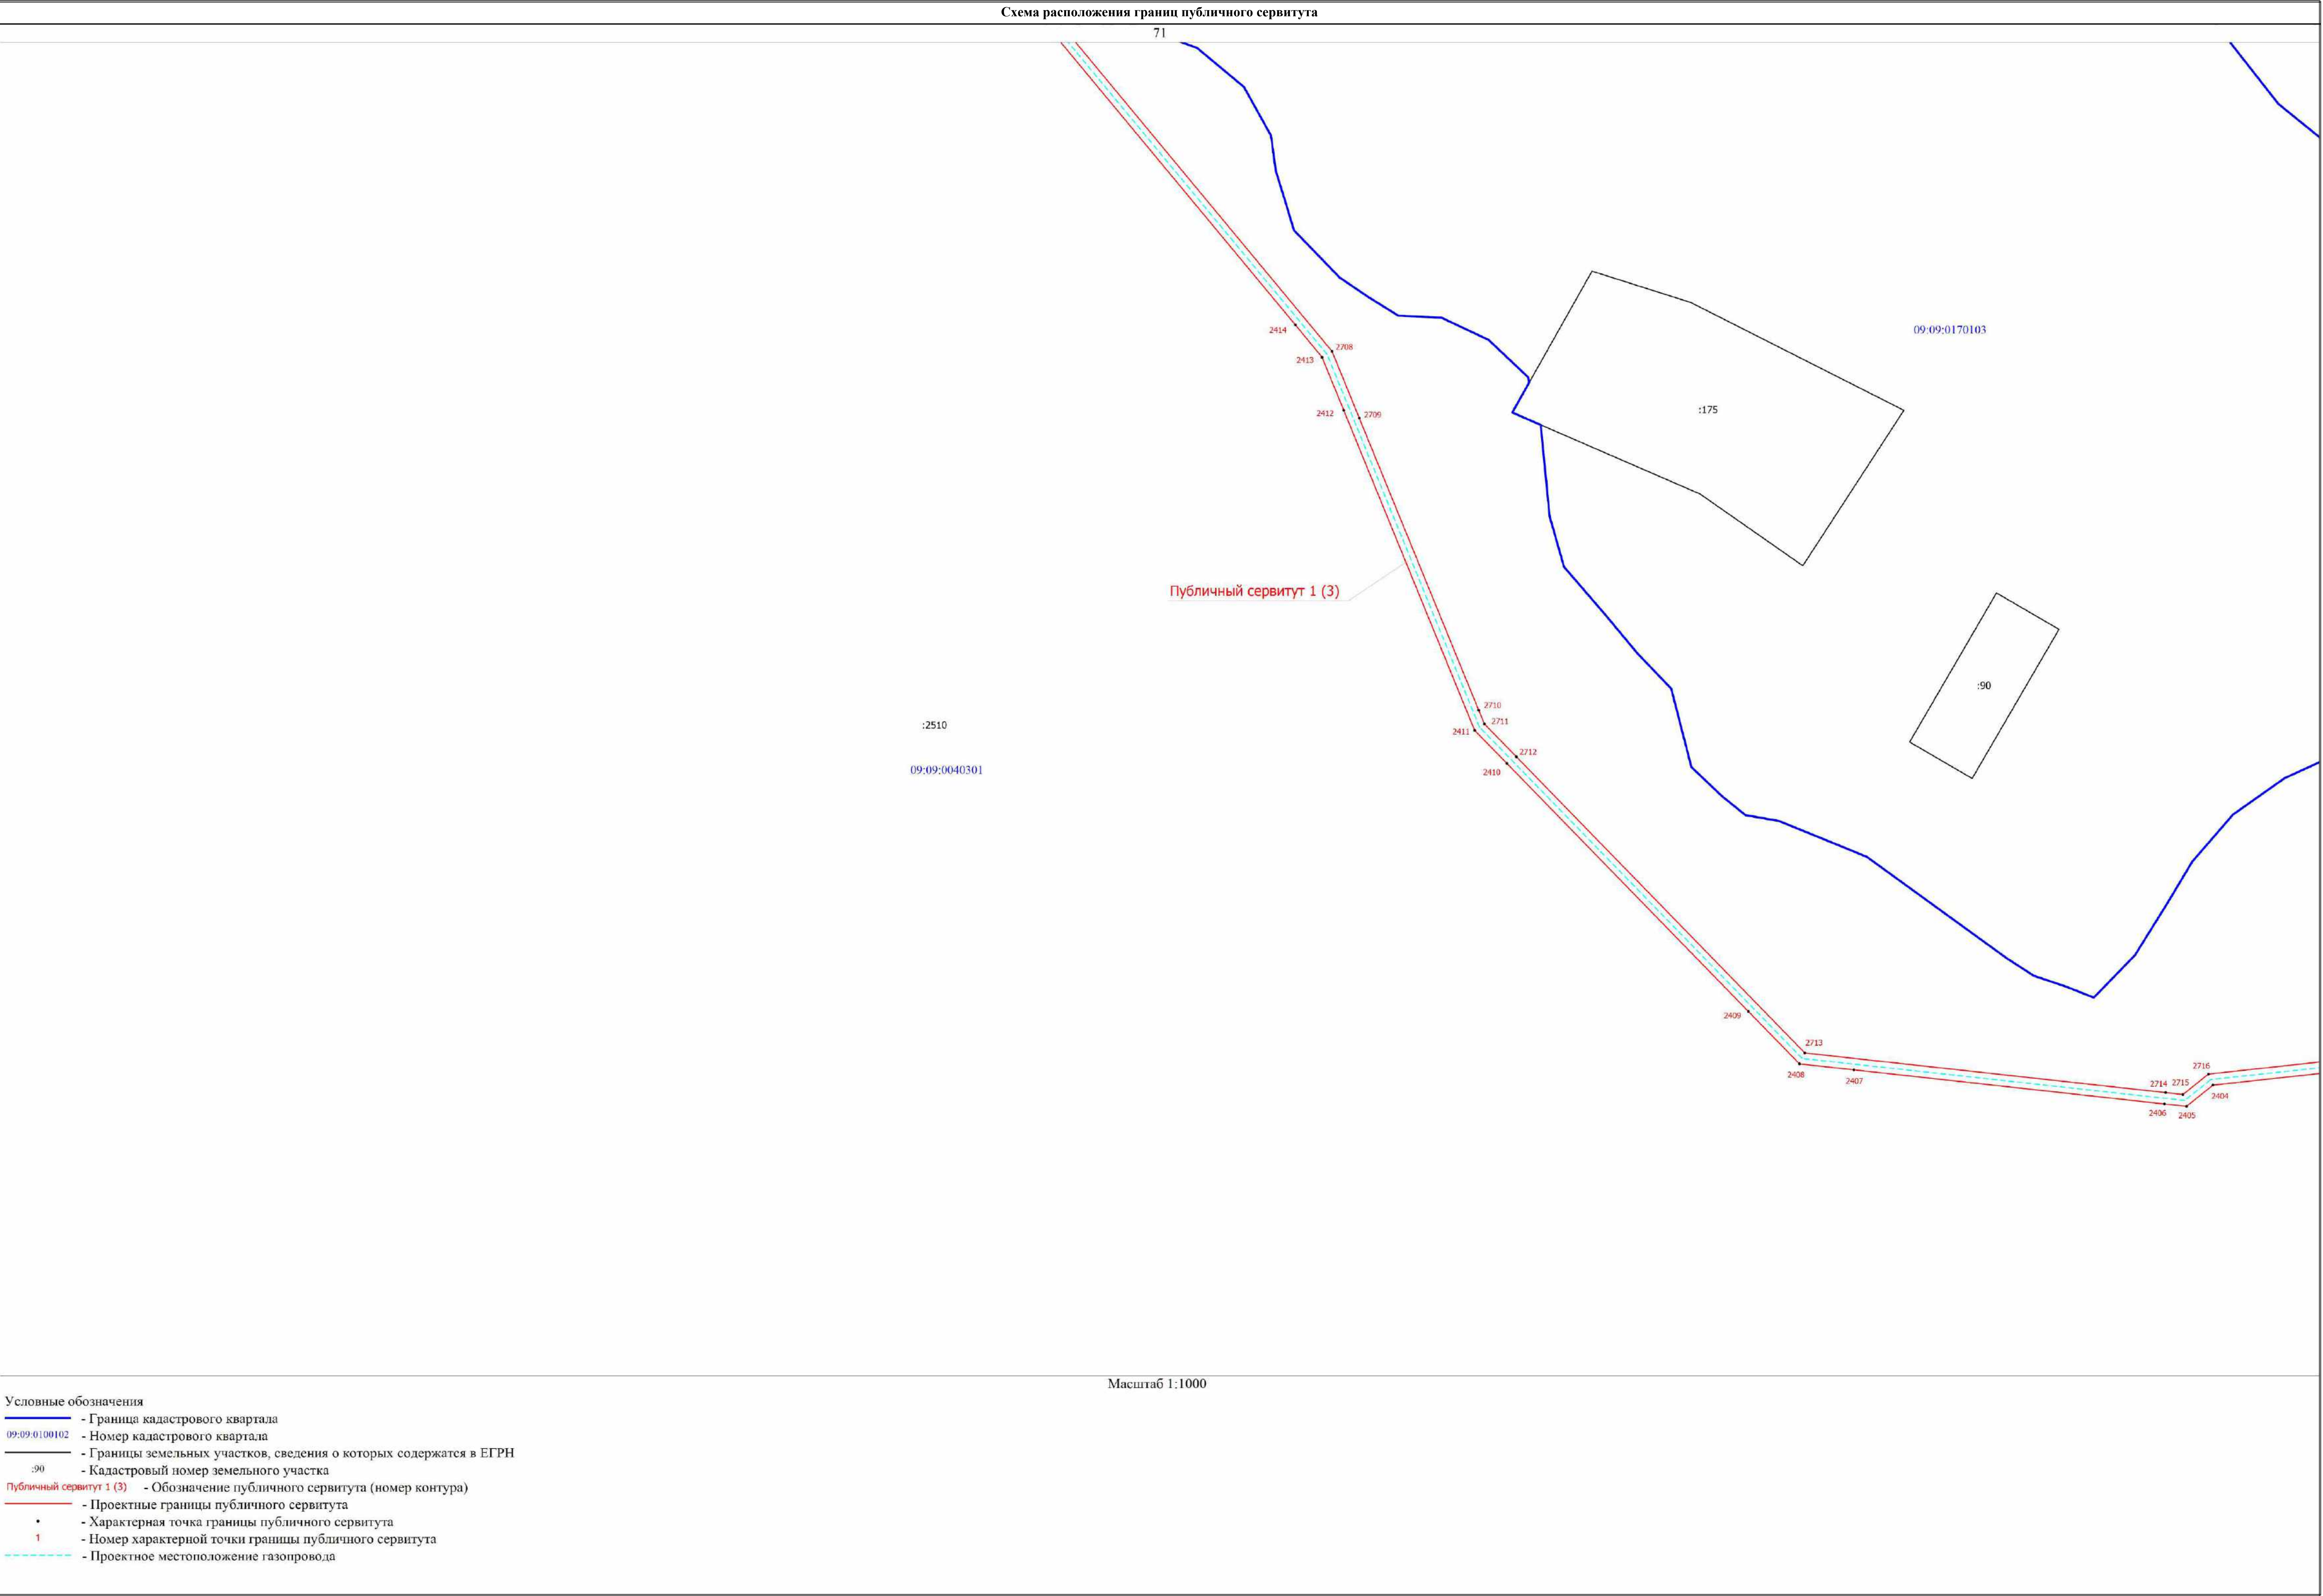 Схема расположения границ публичного сервитута
71
09:09:0170103
2414
2708
2413
2412
2709
:175
Публичный сервитут 1 (3)
:90
2710
2711
:2510
2411
2712
09:09:0040301
2410
2409
2713
2716
2408
2407
2714
2715
2404
2406
2405
Масштаб 1:1000
Условные обозначения
- Граница кадастрового квартала
09:09:0100102 - Номер кадастрового квартала
- Границы земельных участков, сведения о которых содержатся в ЕГРН
:90 - Кадастровый номер земельного участка
Публичный сервитут 1 (3) - Обозначение публичного сервитута (номер контура)
- Проектные границы публичного сервитута
- Характерная точка границы публичного сервитута
1 - Номер характерной точки границы публичного сервитута
- Проектное местоположение газопровода